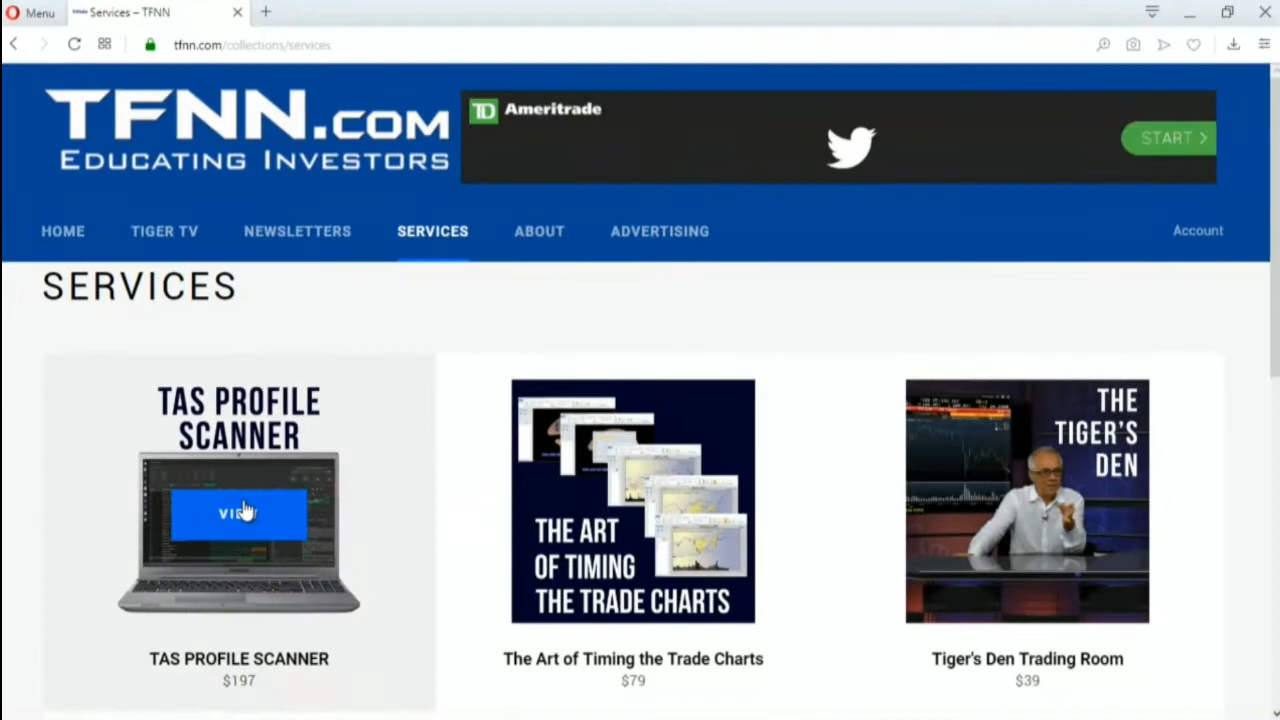 Menu
Services – TFNN
tfnn.com/collections/services
TFNN.COM
EDUCATING INVESTORS
TD Ameritrade
START >
HOME
TIGER TV
NEWSLETTERS
SERVICES
ABOUT
ADVERTISING
Account
SERVICES
TAS PROFILE
SCANNER
TAS PROFILE SCANNER
$197
THE ART
OF TIMING
THE TRADE CHARTS
The Art of Timing the Trade Charts
$79
THE
TIGER'S
DEN
Tiger's Den Trading Room
$39